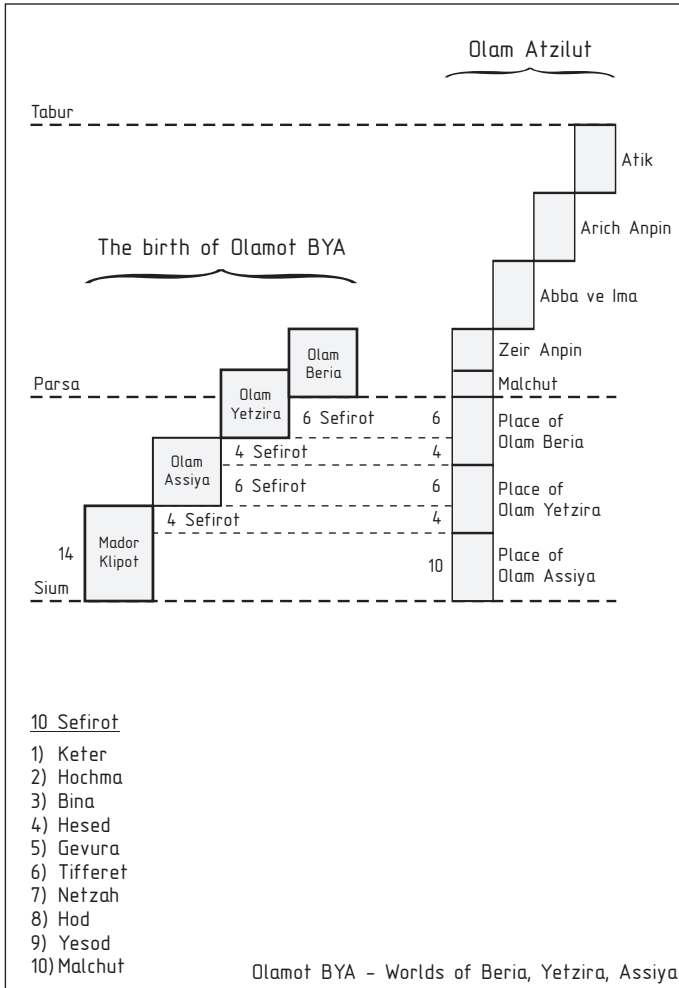 Olam Atzilut
Tabur
Atik
Arich Anpin
The birth of Olamot BYA
Abba ve Ima
Olam
Beria
Zeir Anpin
Parsa
Olam
Yetzira
Malchut
6 Sefirot
6
Place of
Olam Beria
Olam
Assiya
4 Sefirot
4
6 Sefirot
6
Place of
Olam Yetzira
4 Sefirot
4
14
Mador
Klipot
10
Place of
Olam Assiya
Sium
10 Sefirot
1) Keter
2) Hochma
3) Bina
4) Hesed
5) Gevura
6) Tifferet
7) Netzah
8) Hod
9) Yesod
10) Malchut
Olamot BYA - Worlds of Beria, Yetzira, Assiya